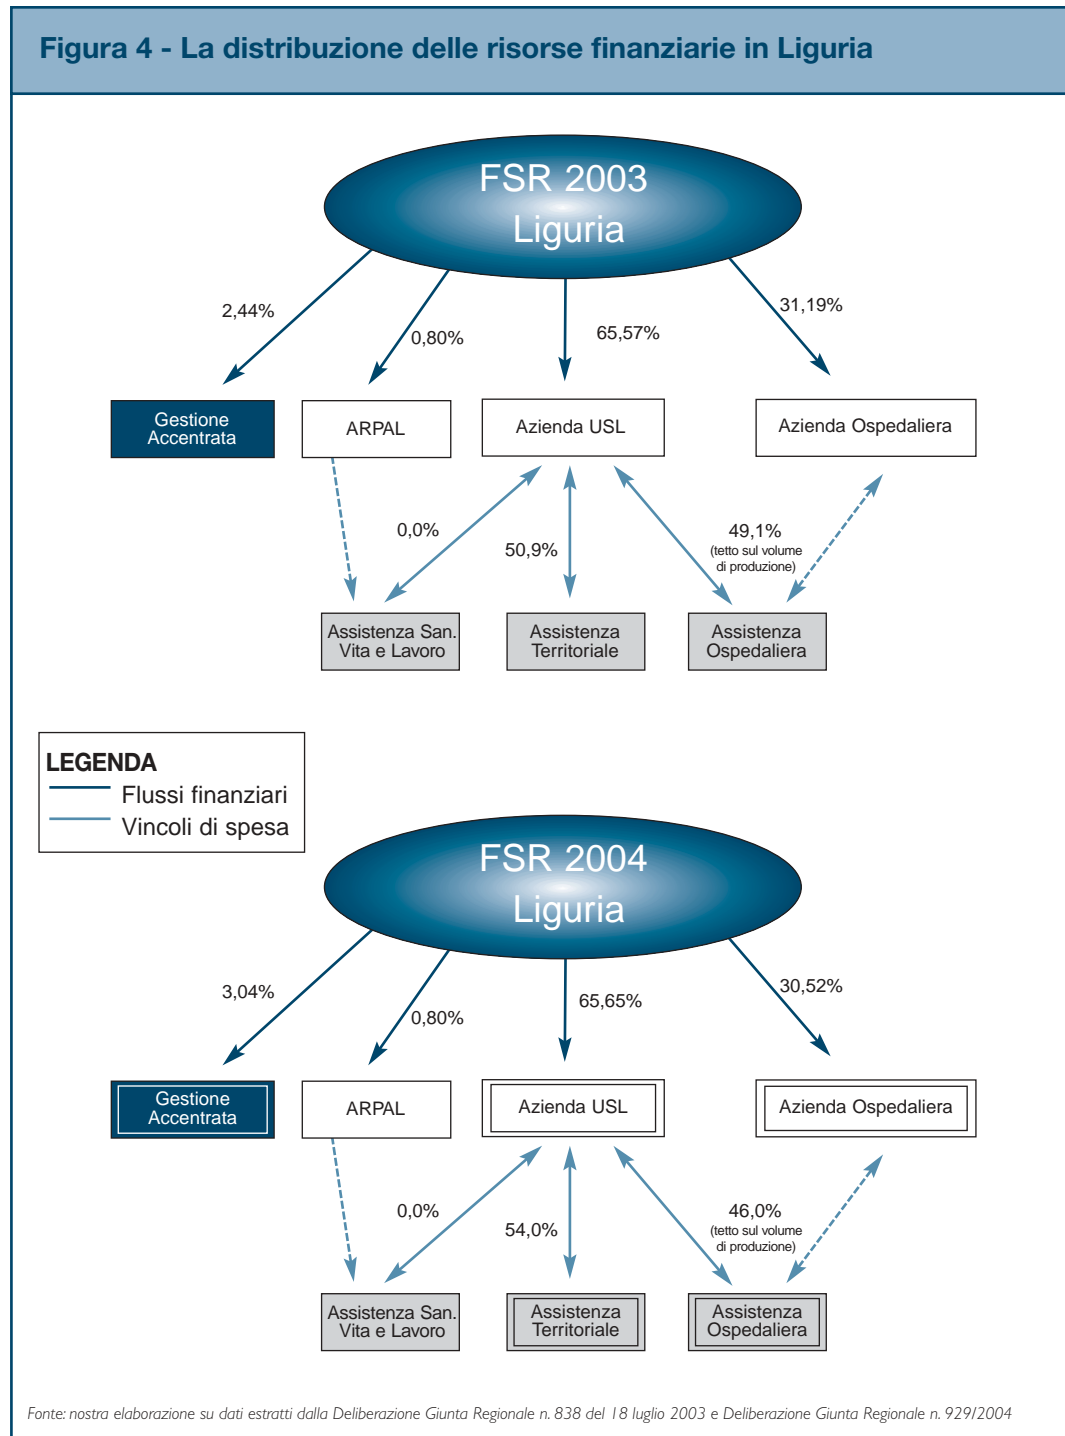 Figura 4 - La distribuzione delle risorse finanziarie in Liguria
FSR 2003
Liguria
2,44%
0,80%
65,57%
31,19%
Gestione
Accentrata
ARPAL
Azienda USL
Azienda Ospedaliera
0,0%
50,9%
49,1%
(tetto sul volume
di produzione)
Assistenza San.
Vita e Lavoro
Assistenza
Territoriale
Assistenza
Ospedaliera
LEGENDA
Flussi finanziari
Vincoli di spesa
FSR 2004
Liguria
3,04%
0,80%
65,65%
30,52%
Gestione
Accentrata
ARPAL
Azienda USL
Azienda Ospedaliera
0,0%
54,0%
46,0%
(tetto sul volume
di produzione)
Assistenza San.
Vita e Lavoro
Assistenza
Territoriale
Assistenza
Ospedaliera
Fonte: nostra elaborazione su dati estratti dalla Deliberazione Giunta Regionale n. 838 del 18 luglio 2003 e Deliberazione Giunta Regionale n. 929/2004